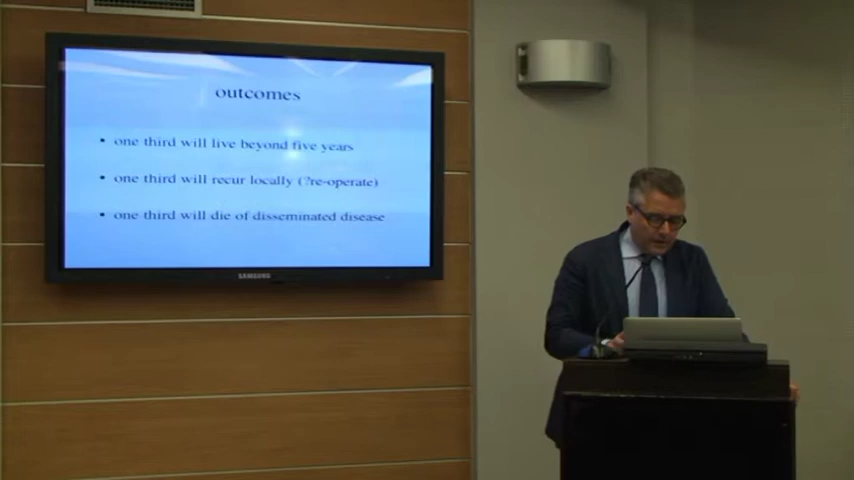 outcomes
• one third will live beyond five years
• one third will recur locally (?re-operate)
• one third will die of disseminated disease
SAMSUNG